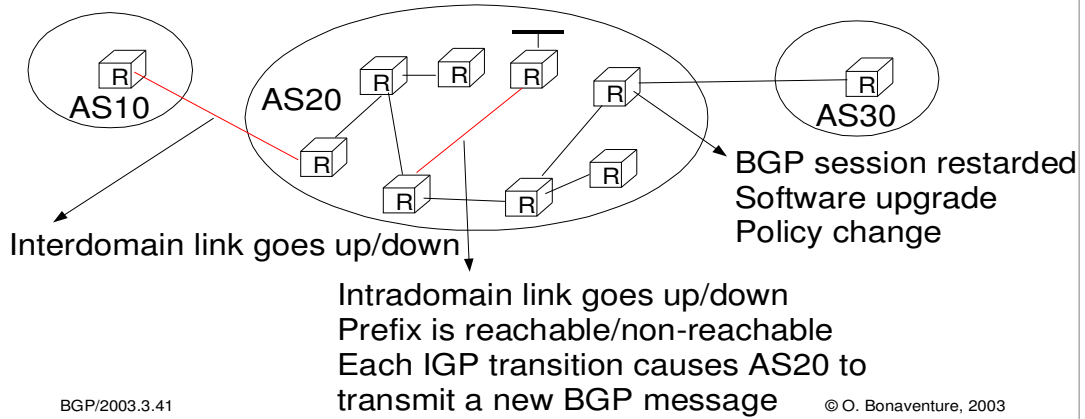 R
R
R
R
R
R
R
R
R
R
AS10
AS20
AS30
BGP session restarded
Software upgrade
Policy change
Interdomain link goes up/down
Intradomain link goes up/down
Prefix is reachable/non-reachable
Each IGP transition causes AS20 to
transmit a new BGP message
BGP/2003.3.41
© O. Bonaventure, 2003